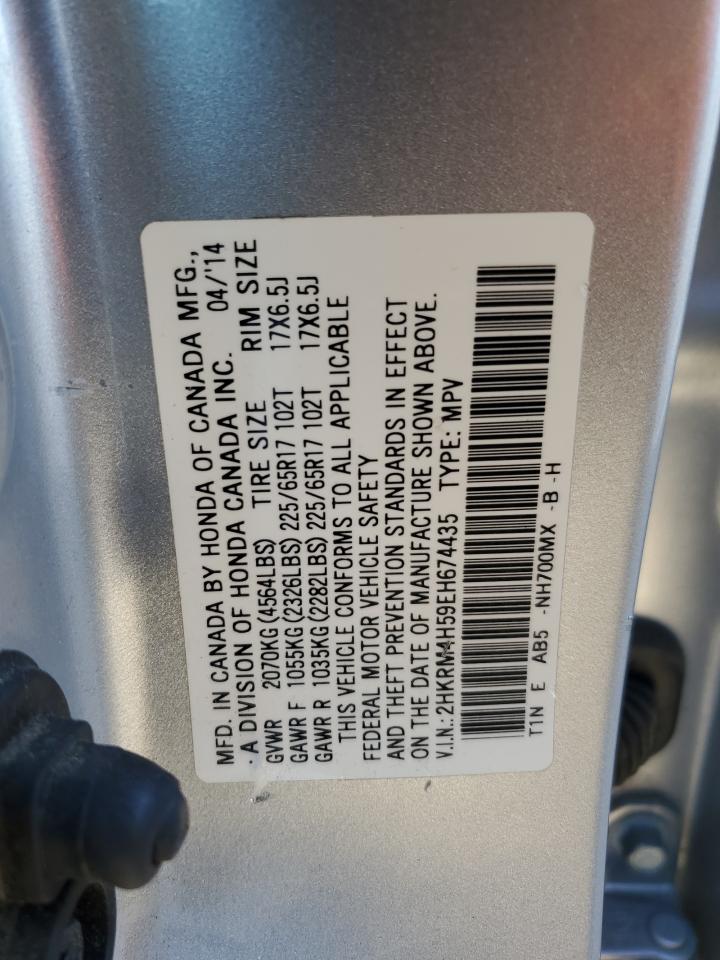 MFD. IN CANADA BY HONDA OF CANADA MFG.,
· A DIVISION OF HONDA CANADA INC. 04/'14
GVWR 2070KG(4564LBS) TIRE SIZE RIM SIZE
GAWR F 1055KG(2326LBS) 225/65R17 102T 17X6.5J
GAWR R 1035KG(2282LBS) 225/65R17 102T 17X6.5J
THIS VEHICLE CONFORMS TO ALL APPLICABLE
FEDERAL MOTOR VEHICLE SAFETY
AND THEFT PREVENTION STANDARDS IN EFFECT
ON THE DATE OF MANUFACTURE SHOWN ABOVE.
V.I.N.:2HKRM4H59EH674435 TYPE: MPV
T1N E AB5 -NH700MX -B -H